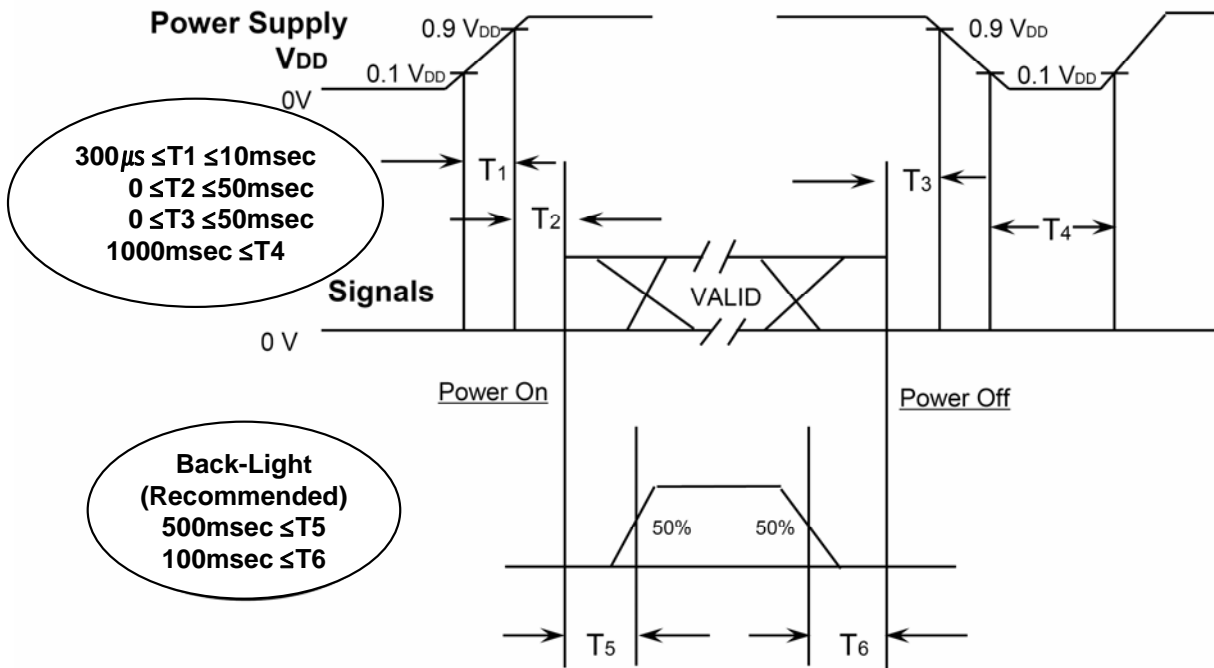 Power Supply
VDD
0.9 VDD
0.1 VDD
0V
0.9 VDD
0.1 VDD
300µs ≤T1 ≤10msec
0 ≤T2 ≤50msec
0 ≤T3 ≤50msec
1000msec ≤T4
T1
T2
T3
T4
Signals
VALID
0 V
Power On
Power Off
Back-Light
(Recommended)
500msec ≤T5
100msec ≤T6
50%
50%
T5
T6